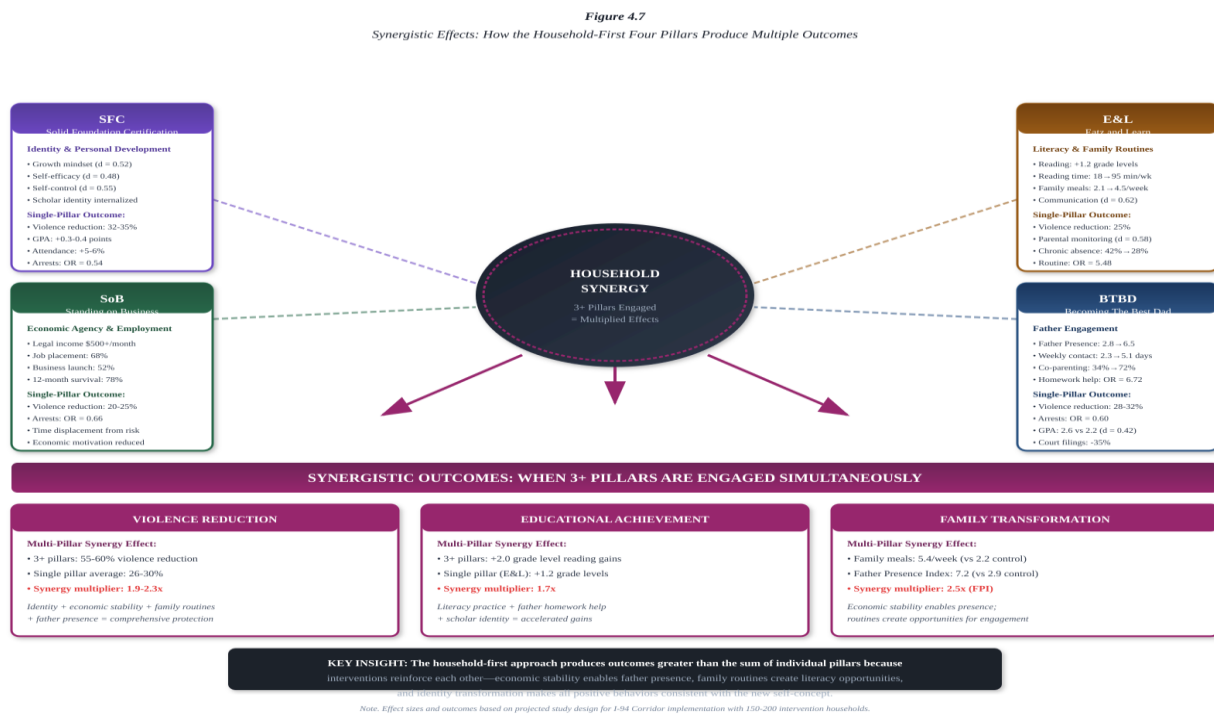 Figure 4.7
Synergistic Effects: How the Household-First Four Pillars Produce Multiple Outcomes
SFC
Solid Foundation Certification
Identity & Personal Development
• Growth mindset (d = 0.52)
• Self-efficacy (d = 0.48)
• Self-control (d = 0.55)
• Scholar identity internalized
Single-Pillar Outcome:
• Violence reduction: 32-35%
• GPA: +0.3-0.4 points
• Attendance: +5-6%
• Arrests: OR = 0.54
E&L
Earz and Learn
Literacy & Family Routines
• Reading: +1.2 grade levels
• Reading time: 18→95 min/wk
• Family meals: 2.1→4.5/week
• Communication (d = 0.62)
Single-Pillar Outcome:
• Violence reduction: 25%
• Parental monitoring (d = 0.58)
• Chronic absence: 42%→28%
• Routine: OR = 5.48
HOUSEHOLD
SYNERGY
3+ Pillars Engaged
= Multiplied Effects
SoB
Standing on Business
Economic Agency & Employment
• Legal income $500+/month
• Job placement: 68%
• Business launch: 52%
• 12-month survival: 78%
Single-Pillar Outcome:
• Violence reduction: 20-25%
• Arrests: OR = 0.66
• Time displacement from risk
• Economic motivation reduced
BTBD
Becoming The Best Dad
Father Engagement
• Father Presence: 2.8→6.5
• Weekly contact: 2.3→5.1 days
• Co-parenting: 34%→72%
• Homework help: OR = 6.72
Single-Pillar Outcome:
• Violence reduction: 28-32%
• Arrests: OR = 0.60
• GPA: 2.6 vs 2.2 (d = 0.42)
• Court filings: -35%
SYNERGISTIC OUTCOMES: WHEN 3+ PILLARS ARE ENGAGED SIMULTANEOUSLY
VIOLENCE REDUCTION
Multi-Pillar Synergy Effect:
• 3+ pillars: 55-60% violence reduction
• Single pillar average: 26-30%
• Synergy multiplier: 1.9-2.3x
Identity + economic stability + family routines
+ father presence = comprehensive protection
EDUCATIONAL ACHIEVEMENT
Multi-Pillar Synergy Effect:
• 3+ pillars: +2.0 grade level reading gains
• Single pillar (E&L): +1.2 grade levels
• Synergy multiplier: 1.7x
Literacy practice + father homework help
+ scholar identity = accelerated gains
FAMILY TRANSFORMATION
Multi-Pillar Synergy Effect:
• Family meals: 5.4/week (vs 2.2 control)
• Father Presence Index: 7.2 (vs 2.9 control)
• Synergy multiplier: 2.5x (FPI)
Economic stability enables presence;
routines create opportunities for engagement
KEY INSIGHT: The household-first approach produces outcomes greater than the sum of individual pillars because
interventions reinforce each other—economic stability enables father presence, family routines create literacy opportunities,
and identity transformation makes all positive behaviors consistent with the new self-concept.
Note. Effect sizes and outcomes based on projected study design for I-94 Corridor implementation with 150-200 intervention households.